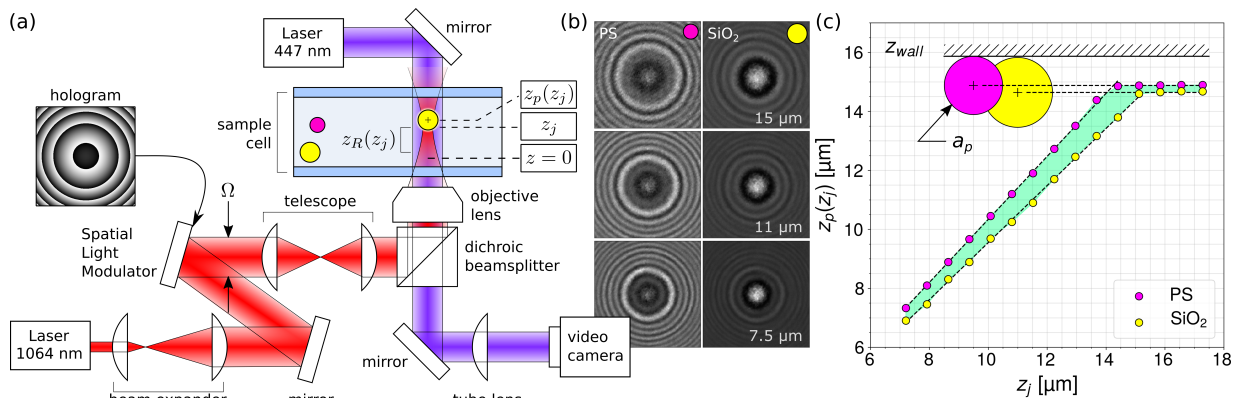 (a)
Laser
447 nm
mirror
hologram
sample
cell
z_p(z_j)
z_j
z_R(z_j)
z = 0
Ω
telescope
objective
lens
Spatial
Light
Modulator
dichroic
beamsplitter
Laser
1064 nm
mirror
video
camera
beam expander
mirror
tube lens
(b)
PS
SiO₂
15 μm
11 μm
7.5 μm
(c)
z_wall
a_p
z_p(z_j) [μm]
16
14
12
10
8
6
6
8
10
12
14
16
18
z_j [μm]
PS
SiO₂